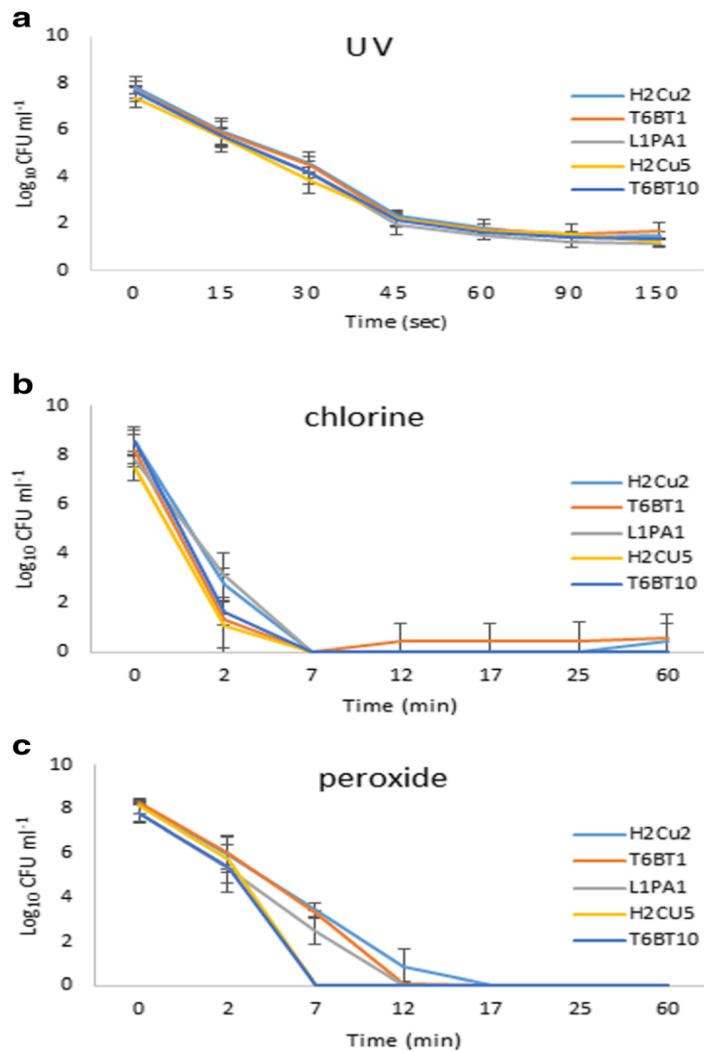 a
UV
10
8
6
4
2
0
Log10 CFU ml-1
H2Cu2
T6BT1
L1PA1
H2Cu5
T6BT10
0 15 30 45 60 90 150
Time (sec)
b
chlorine
10
8
6
4
2
0
Log10 CFU ml-1
H2Cu2
T6BT1
L1PA1
H2CU5
T6BT10
0 2 7 12 17 25 60
Time (min)
c
peroxide
10
8
6
4
2
0
Log10 CFU ml-1
H2Cu2
T6BT1
L1PA1
H2CU5
T6BT10
0 2 7 12 17 25 60
Time (min)